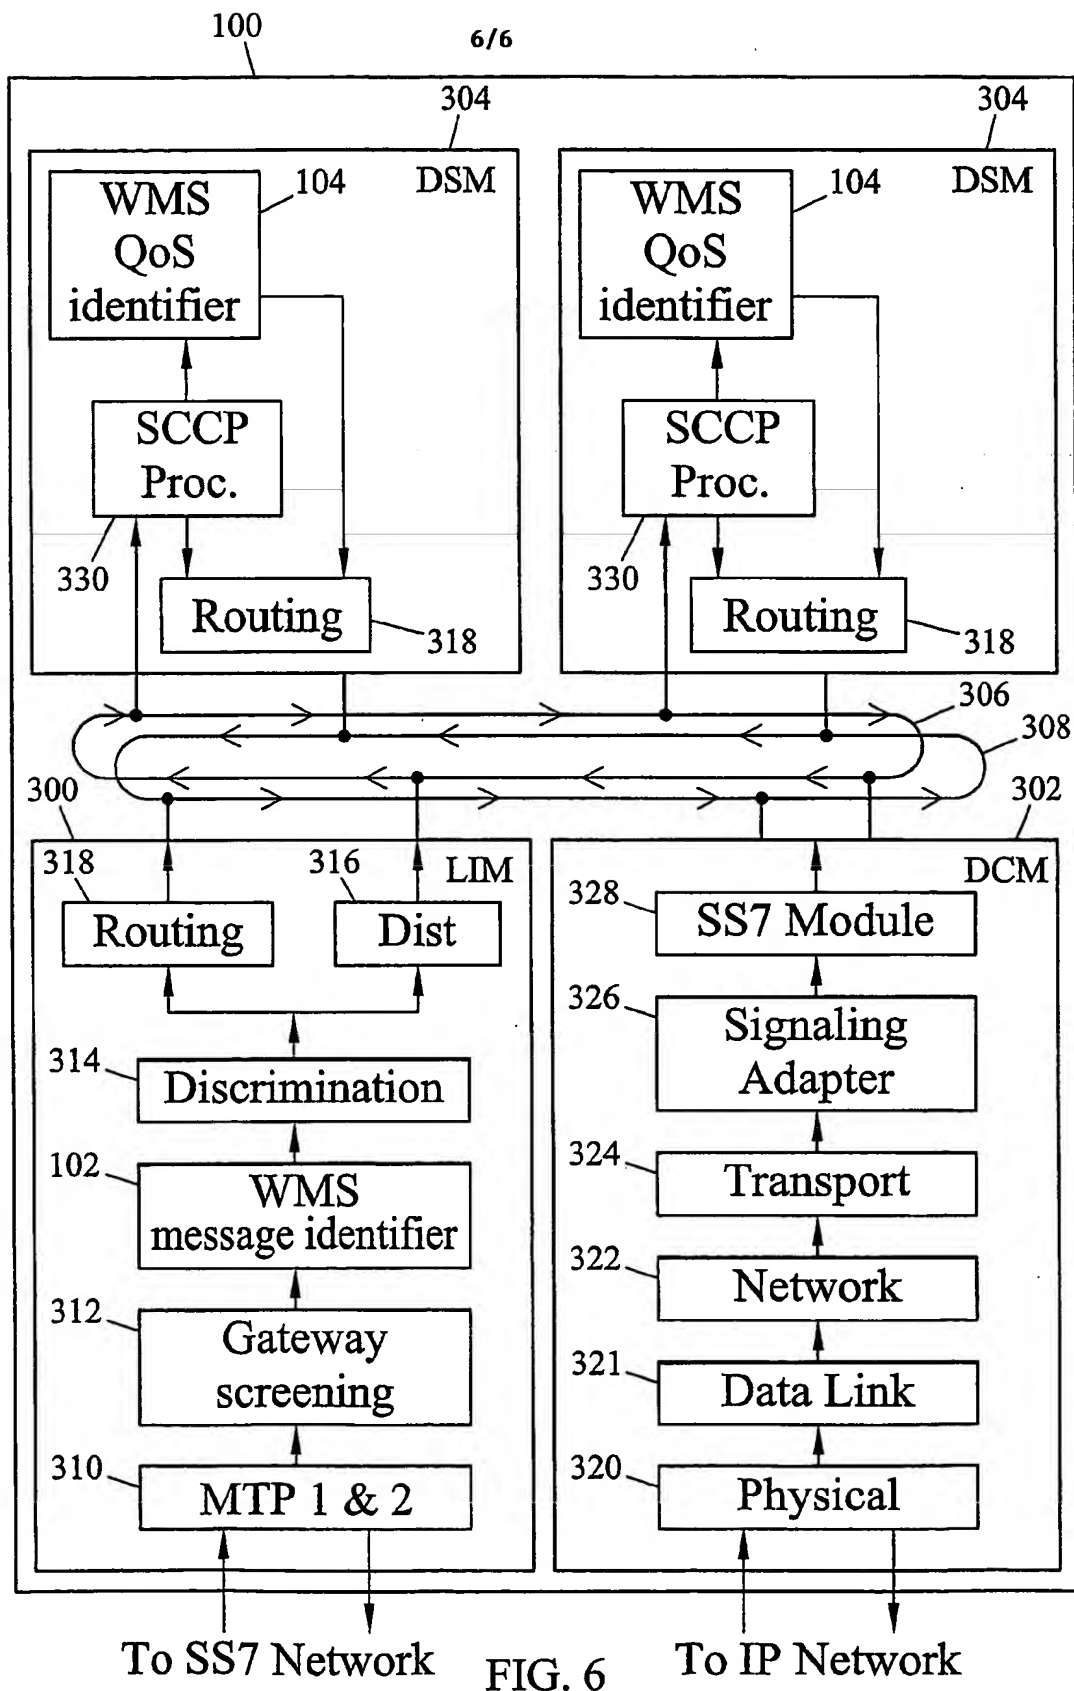 100
6/6
304
304
DSM
DSM
WMS
QoS
identifier
104
WMS
QoS
identifier
104
SCCP
Proc.
SCCP
Proc.
330
330
Routing
318
Routing
318
306
308
300
302
318
316
LIM
DCM
Routing
Dist
328
SS7 Module
326
Signaling
Adapter
314
Discrimination
324
Transport
102
WMS
message identifier
322
Network
312
Gateway
screening
321
Data Link
310
MTP 1 & 2
320
Physical
To SS7 Network
To IP Network
FIG. 6